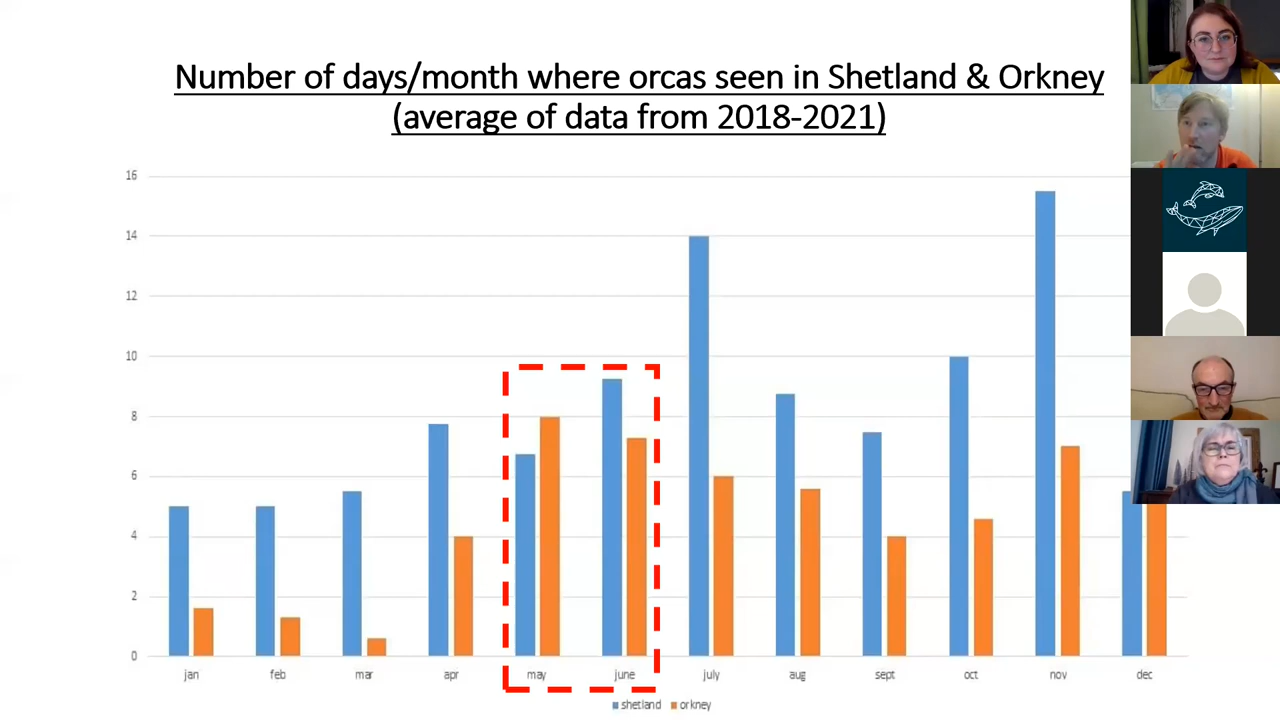 Number of days/month where orcas seen in Shetland & Orkney
(average of data from 2018-2021)
16
14
12
10
8
6
4
2
0
jan feb mar apr may june july aug sept oct nov dec
shetland orkney